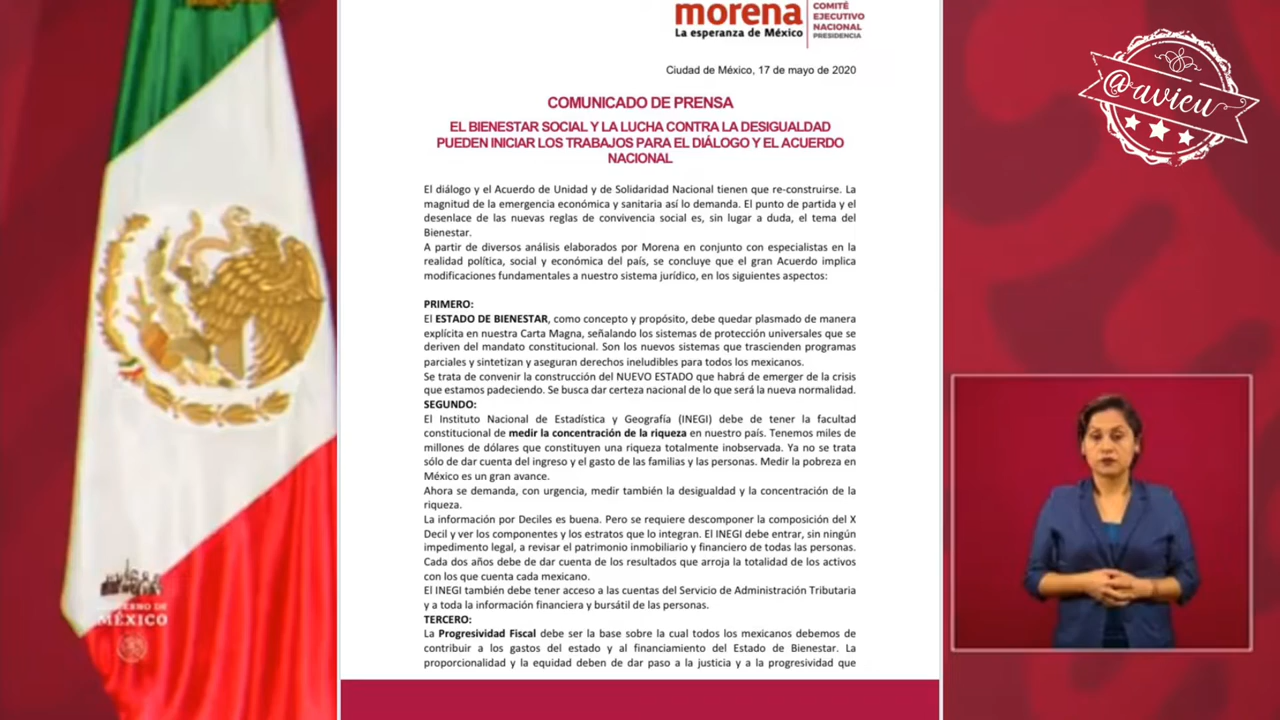 morena
La esperanza de México
COMITÉ
EJECUTIVO
NACIONAL
PRESIDENCIA
Ciudad de México, 17 de mayo de 2020
COMUNICADO DE PRENSA
EL BIENESTAR SOCIAL Y LA LUCHA CONTRA LA DESIGUALDAD
PUEDEN INICIAR LOS TRABAJOS PARA EL DIÁLOGO Y EL ACUERDO
NACIONAL
El diálogo y el Acuerdo de Unidad y de Solidaridad Nacional tienen que re-construirse. La
magnitud de la emergencia económica y sanitaria así lo demanda. El punto de partida y el
desenlace de las nuevas reglas de convivencia social es, sin lugar a duda, el tema del
Bienestar.
A partir de diversos análisis elaborados por Morena en conjunto con especialistas en la
realidad política, social y económica del país, se concluye que el gran Acuerdo implica
modificaciones fundamentales a nuestro sistema jurídico, en los siguientes aspectos:
PRIMERO:
El ESTADO DE BIENESTAR, como concepto y propósito, debe quedar plasmado de manera
explícita en nuestra Carta Magna, señalando los sistemas de protección universales que se
deriven del mandato constitucional. Son los nuevos sistemas que trascienden programas
parciales y sintetizan y aseguran derechos ineludibles para todos los mexicanos.
Se trata de convenir la construcción del NUEVO ESTADO que habrá de emerger de la crisis
que estamos padeciendo. Se busca dar certeza nacional de lo que será la nueva normalidad.
SEGUNDO:
El Instituto Nacional de Estadística y Geografía (INEGI) debe de tener la facultad
constitucional de medir la concentración de la riqueza en nuestro país. Tenemos miles de
millones de dólares que constituyen una riqueza totalmente inobservada. Ya no se trata
sólo de dar cuenta del ingreso y el gasto de las familias y las personas. Medir la pobreza en
México es un gran avance.
Ahora se demanda, con urgencia, medir también la desigualdad y la concentración de la
riqueza.
La información por Deciles es buena. Pero se requiere descomponer la composición del X
Decil y ver los componentes y los estratos que lo integran. El INEGI debe entrar, sin ningún
impedimento legal, a revisar el patrimonio inmobiliario y financiero de todas las personas.
Cada dos años debe de dar cuenta de los resultados que arroja la totalidad de los activos
con los que cuenta cada mexicano.
El INEGI también debe tener acceso a las cuentas del Servicio de Administración Tributaria
y a toda la información financiera y bursátil de las personas.
TERCERO:
La Progresividad Fiscal debe ser la base sobre la cual todos los mexicanos debemos de
contribuir a los gastos del estado y al financiamiento del Estado de Bienestar. La
proporcionalidad y la equidad deben de dar paso a la justicia y a la progresividad que
@avieu
GOBIERNO DE
MÉXICO